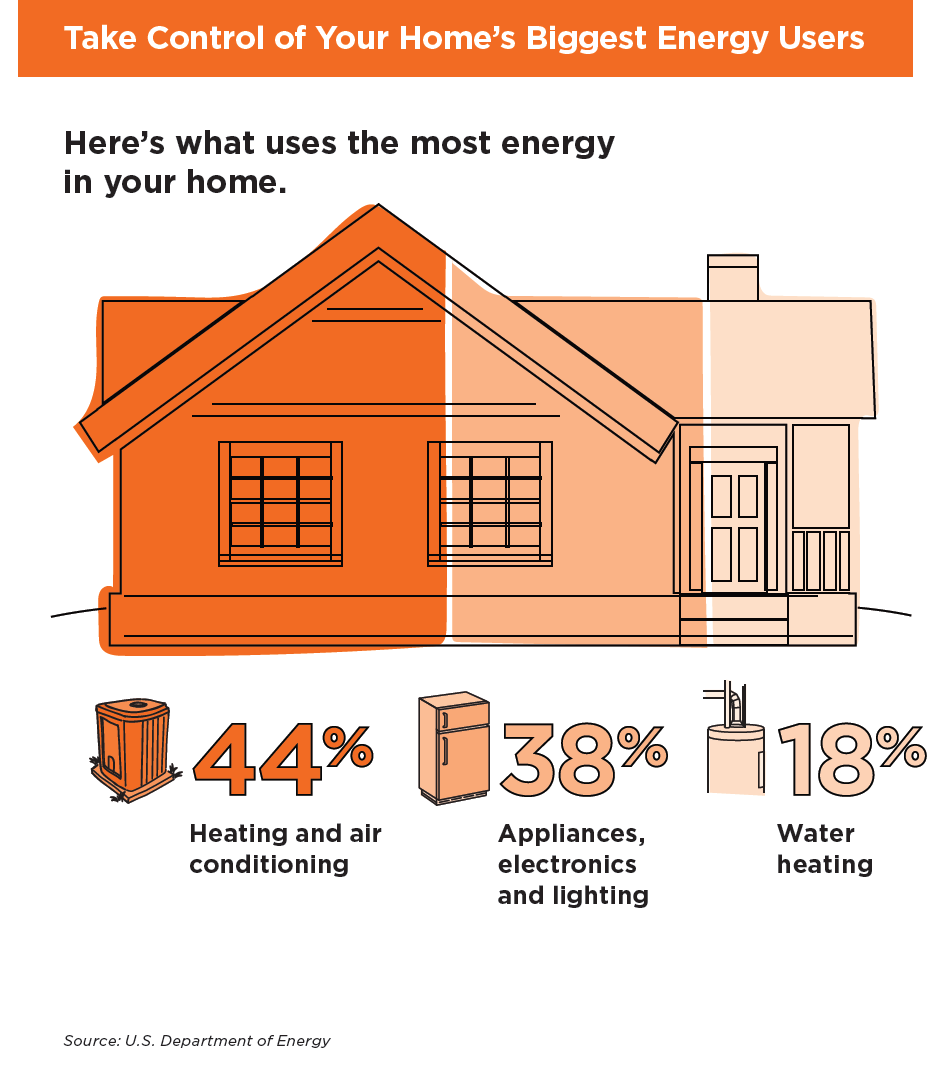 Take Control of Your Home’s Biggest Energy Users
Here’s what uses the most energy
in your home.
44%
Heating and air
conditioning
38%
Appliances,
electronics
and lighting
18%
Water
heating
Source: U.S. Department of Energy